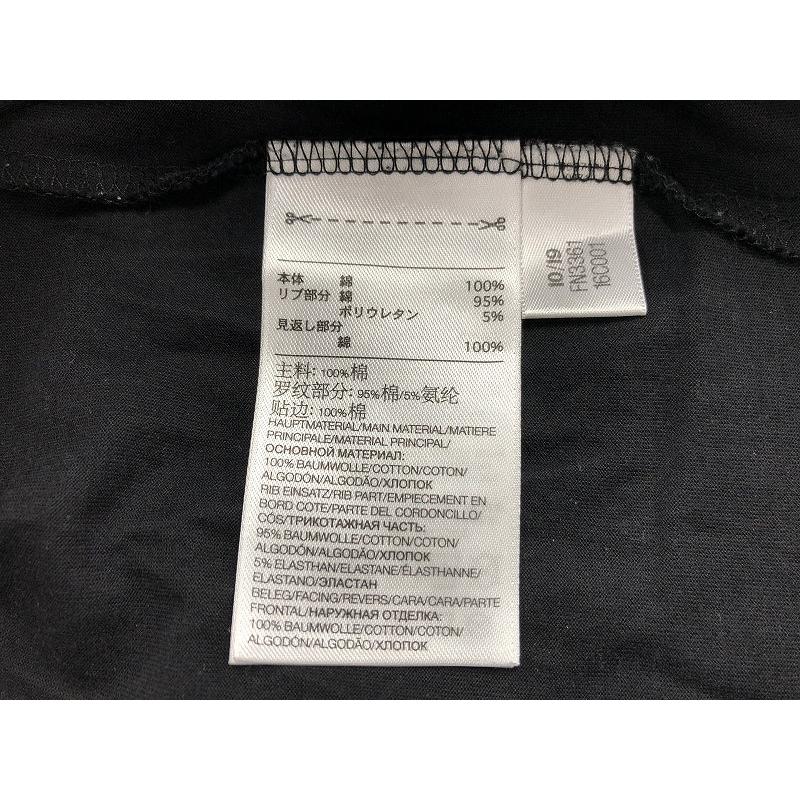 本体 綿 100%
リブ部分 綿 95%
ポリウレタン 5%
見返し部分
綿 100%
主料: 100%棉
罗纹部分: 95%棉/5%氨纶
贴边: 100%棉
HAUPTMATERIAL/MAIN MATERIAL/MATIERE
PRINCIPALE/MATERIAL PRINCIPAL/
ОСНОВНОЙ МАТЕРИАЛ:
100% BAUMWOLLE/COTTON/COTON/
ALGODÓN/ALGODÃO/ХЛОПОК
RIB EINSATZ/RIB PART/EMPIECEMENT EN
BORD COTE/PARTE DEL CORDONCILLO/
CÓS/ТРИКОТАЖНАЯ ЧАСТЬ:
95% BAUMWOLLE/COTTON/COTON/
ALGODÓN/ALGODÃO/ХЛОПОК
5% ELASTHAN/ELASTANE/ÉLASTHANNE/
ELASTANO/ЭЛАСТАН
BELEG/FACING/REVERS/CARA/CARA/PARTE
FRONTAL/НАРУЖНАЯ ОТДЕЛКА:
100% BAUMWOLLE/COTTON/COTON/
ALGODÓN/ALGODÃO/ХЛОПОК
10/19
FN3361
16C001